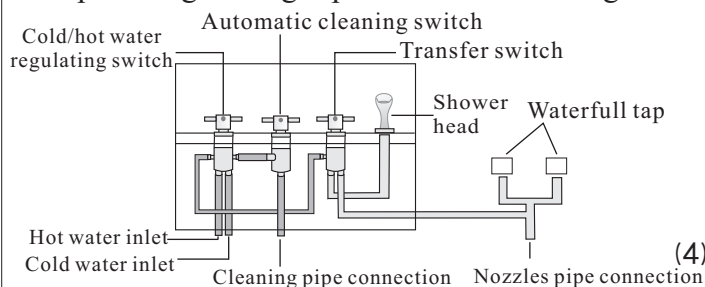 Automatic cleaning switch
Cold/hot water
regulating switch
Transfer switch
Shower
head
Waterfull tap
Hot water inlet
Cold water inlet
Cleaning pipe connection
Nozzles pipe connection
(4)